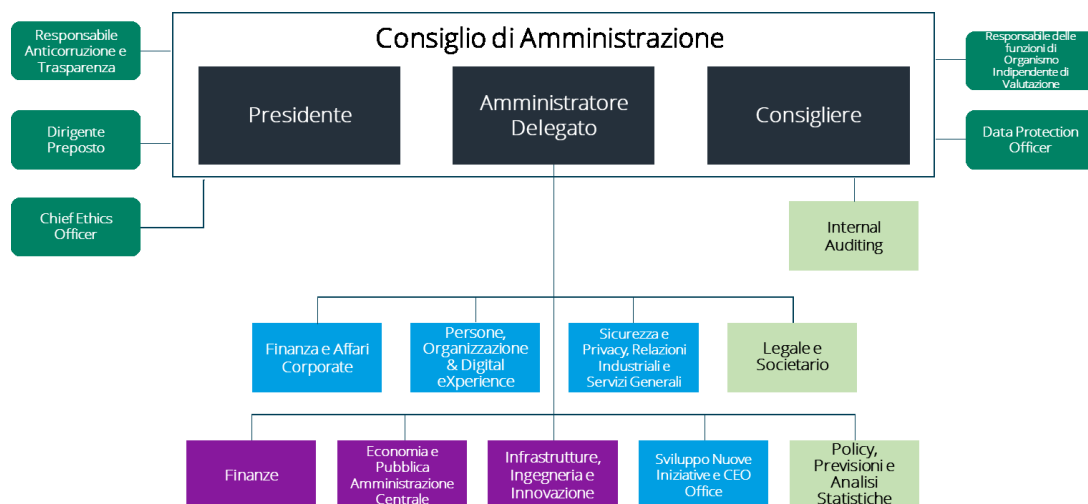 Consiglio di Amministrazione
Responsabile
Anticorruzione e
Trasparenza
Presidente
Amministratore
Delegato
Consigliere
Responsabile delle
funzioni di
Organismo
Indipendente di
Valutazione
Dirigente
Preposto
Data Protection
Officer
Chief Ethics
Officer
Internal
Auditing
Finanza e Affari
Corporate
Persone,
Organizzazione
& Digital
eXperience
Sicurezza e
Privacy, Relazioni
Industriali e
Servizi Generali
Legale e
Societario
Finanze
Economia e
Pubblica
Amministrazione
Centrale
Infrastrutture,
Ingegneria e
Innovazione
Sviluppo Nuove
Iniziative e CEO
Office
Policy,
Previsioni e
Analisi
Statistiche